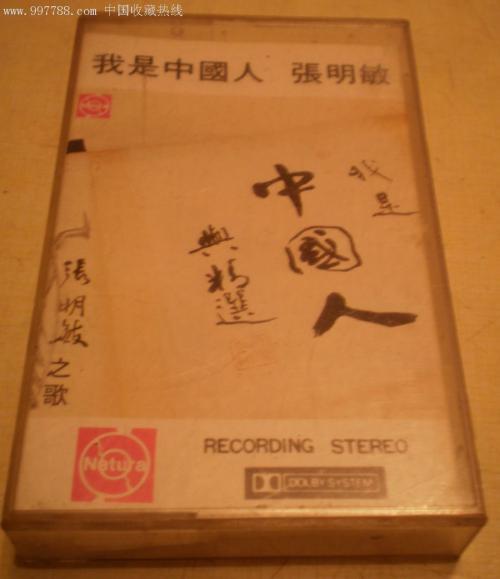 www.997788.com 中国收藏热线
我是中國人 張明敏
Natura
我是
中國人
與精選
張明敏之歌
Natura
RECORDING STEREO
DOLBY SYSTEM